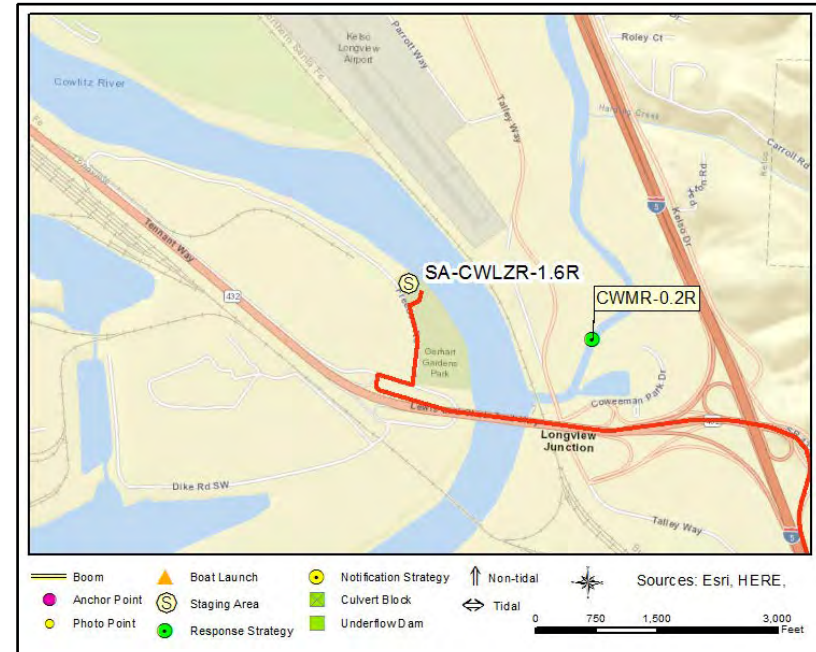 Kelso
Longview
Airport
Parrott Way
Roley Ct
Cowlitz River
Talley Way
Carroll Rd
Kelso
5
Kelso Dr
SA-CWLZR-1.6R
Tennant Way
432
CWMR-0.2R
Gerhart
Gardens
Park
Coweeman Park Dr
Longview
Junction
Dike Rd SW
Talley Way
5
Boom
Boat Launch
Notification Strategy
Non-tidal
Sources: Esri, HERE,
Anchor Point
S Staging Area
Culvert Block
Tidal
Photo Point
Response Strategy
Underflow Dam
0 750 1,500 3,000
Feet